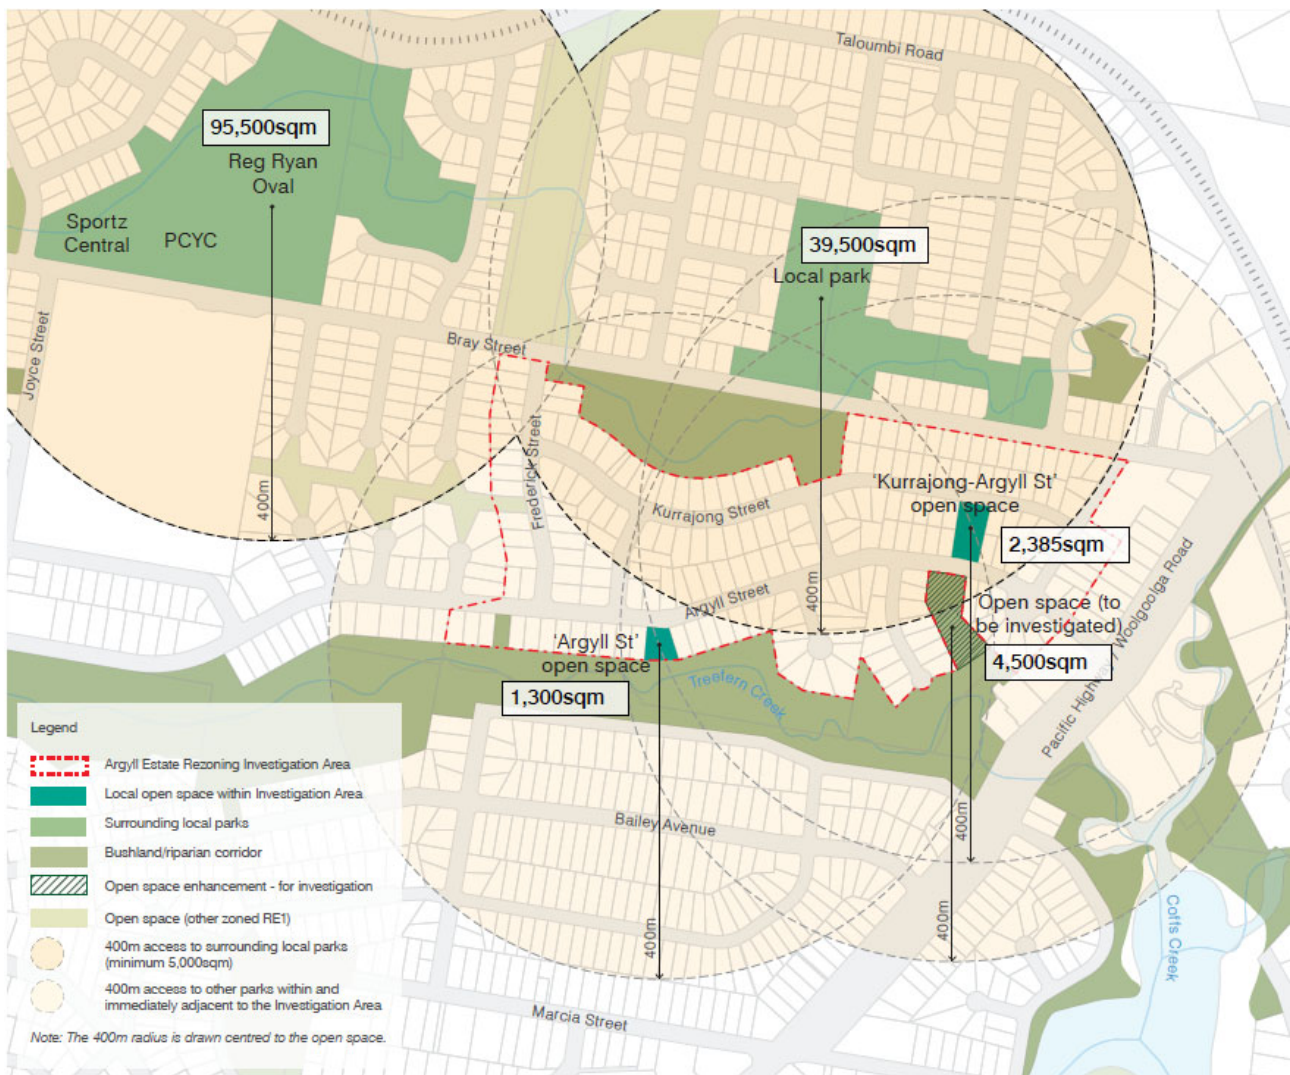 Taloumbi Road
95,500sqm
Reg Ryan
Oval
Sportz
Central
PCYC
39,500sqm
Local park
Bray Street
Joyce Street
Frederick Street
400m
Kurrajong Street
'Kurrajong-Argyll St'
open space
2,385sqm
Argyll Street
400m
Open space (to
be investigated)
4,500sqm
'Argyll St'
open space
1,300sqm
Treefern Creek
Pacific Highway / Woolgoolga Road
Bailey Avenue
400m
400m
400m
Marcia Street
Coffs Creek
Legend
Argyll Estate Rezoning Investigation Area
Local open space within Investigation Area
Surrounding local parks
Bushland/riparian corridor
Open space enhancement - for investigation
Open space (other zoned RE1)
400m access to surrounding local parks
(minimum 5,000sqm)
400m access to other parks within and
immediately adjacent to the Investigation Area
Note: The 400m radius is drawn centred to the open space.